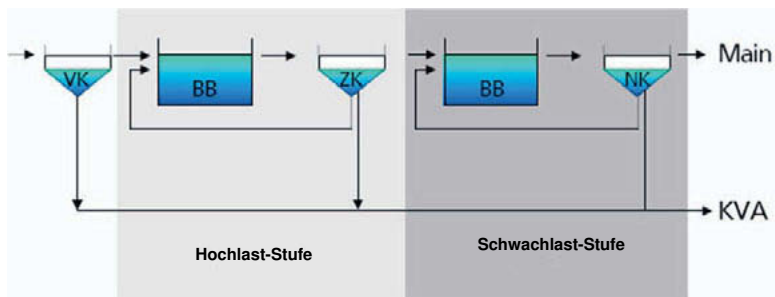 VK
BB
ZK
BB
NK
Main
KVA
Hochlast-Stufe
Schwachlast-Stufe